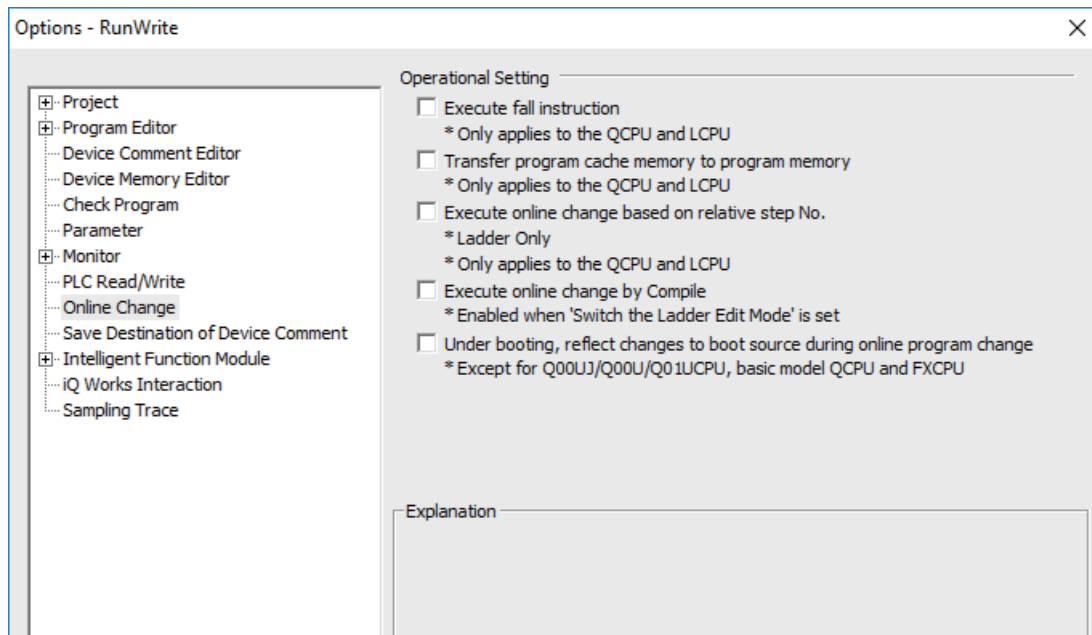 Options - RunWrite
Project
Program Editor
Device Comment Editor
Device Memory Editor
Check Program
Parameter
Monitor
PLC Read/Write
Online Change
Save Destination of Device Comment
Intelligent Function Module
iQ Works Interaction
Sampling Trace
Operational Setting
Execute fall instruction
* Only applies to the QCPU and LCPU
Transfer program cache memory to program memory
* Only applies to the QCPU and LCPU
Execute online change based on relative step No.
* Ladder Only
* Only applies to the QCPU and LCPU
Execute online change by Compile
* Enabled when 'Switch the Ladder Edit Mode' is set
Under booting, reflect changes to boot source during online program change
* Except for Q00UJ/Q00U/Q01UCPU, basic model QCPU and FXCPU
Explanation